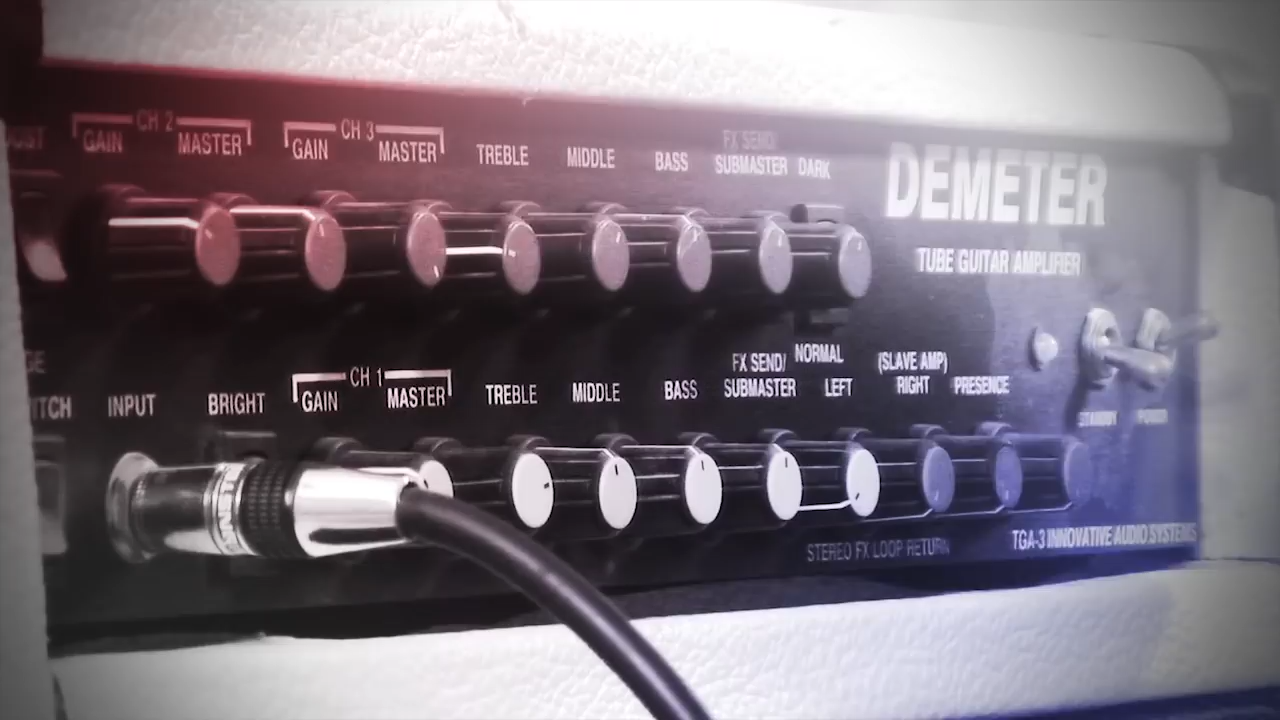 CH 2
CH 3
GAIN MASTER GAIN MASTER TREBLE MIDDLE BASS FX SEND/
SUBMASTER DARK
DEMETER
TUBE GUITAR AMPLIFIER
FX SEND/ NORMAL (SLAVE AMP)
CH 1
INPUT BRIGHT GAIN MASTER TREBLE MIDDLE BASS SUBMASTER LEFT RIGHT PRESENCE
STANDBY POWER
STEREO FX LOOP RETURN
TGA-3 INNOVATIVE AUDIO SYSTEMS